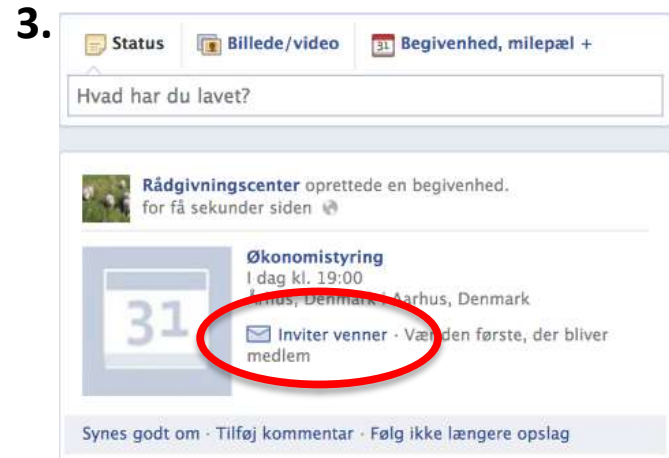 3.
Status Billede/video 31 Begivenhed, milepæl +
Hvad har du lavet?
Rådgivningscenter oprettede en begivenhed.
for få sekunder siden
Økonomistyring
I dag kl. 19:00
Århus, Denmark i Aarhus, Denmark
31
Inviter venner · Vær den første, der bliver
medlem
Synes godt om · Tilføj kommentar · Følg ikke længere opslag